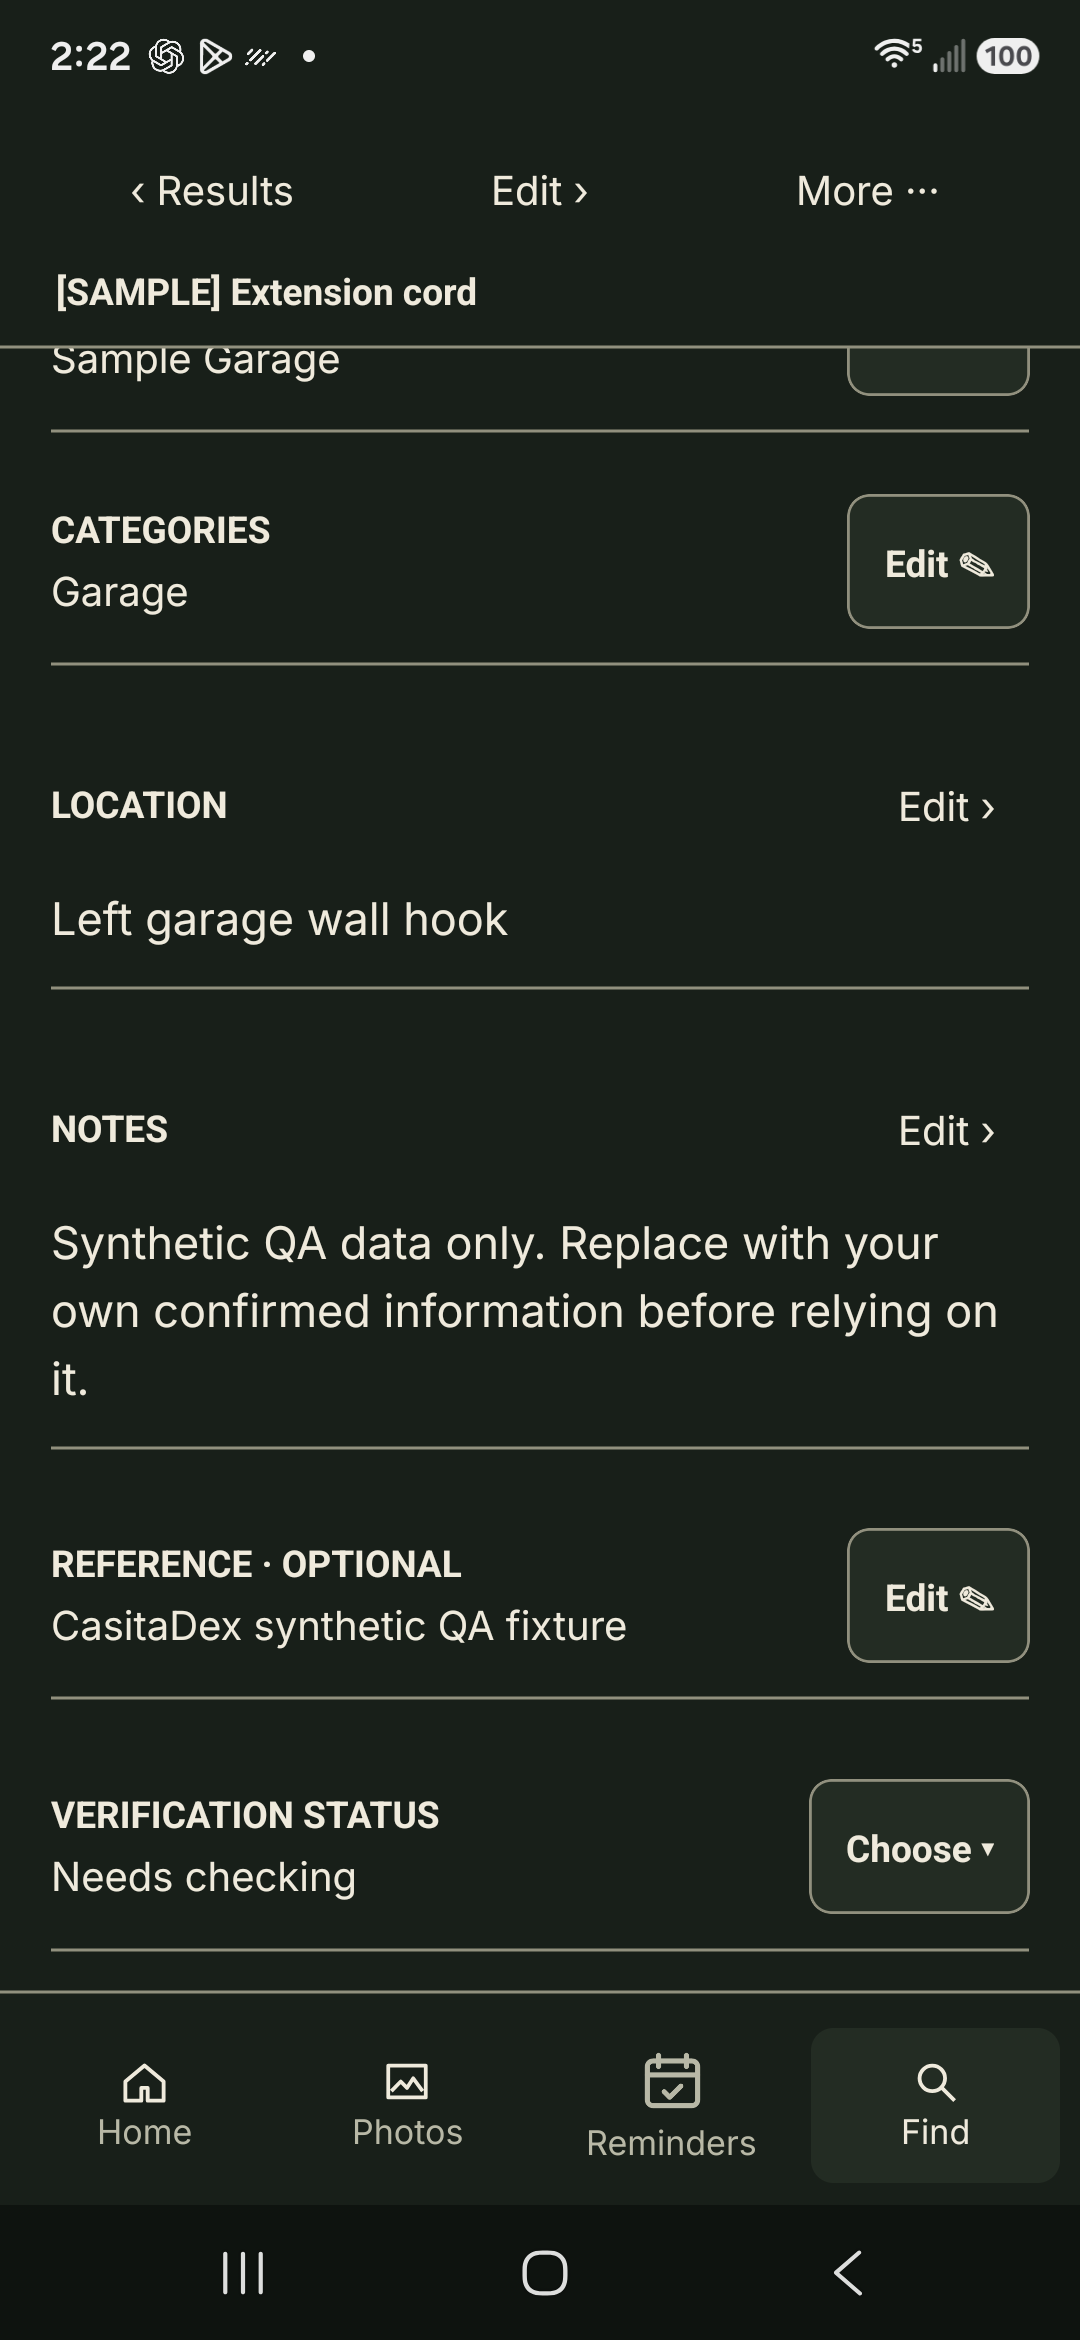 2:22
5
100
‹ Results
Edit ›
More ···
[SAMPLE] Extension cord
Sample Garage
CATEGORIES
Edit ✎
Garage
LOCATION
Edit ›
Left garage wall hook
NOTES
Edit ›
Synthetic QA data only. Replace with your
own confirmed information before relying on
it.
REFERENCE · OPTIONAL
Edit ✎
CasitaDex synthetic QA fixture
VERIFICATION STATUS
Choose ▾
Needs checking
Home
Photos
Reminders
Find